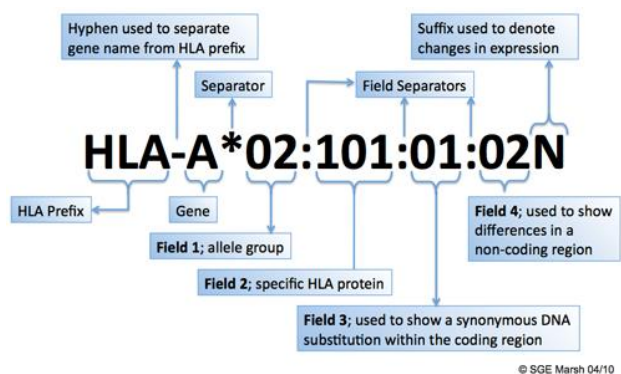 Hyphen used to separate
gene name from HLA prefix
Suffix used to denote
changes in expression
Separator
Field Separators
HLA-A*02:101:01:02N
HLA Prefix
Gene
Field 1; allele group
Field 2; specific HLA protein
Field 3; used to show a synonymous DNA
substitution within the coding region
Field 4; used to show
differences in a
non-coding region
© SGE Marsh 04/10